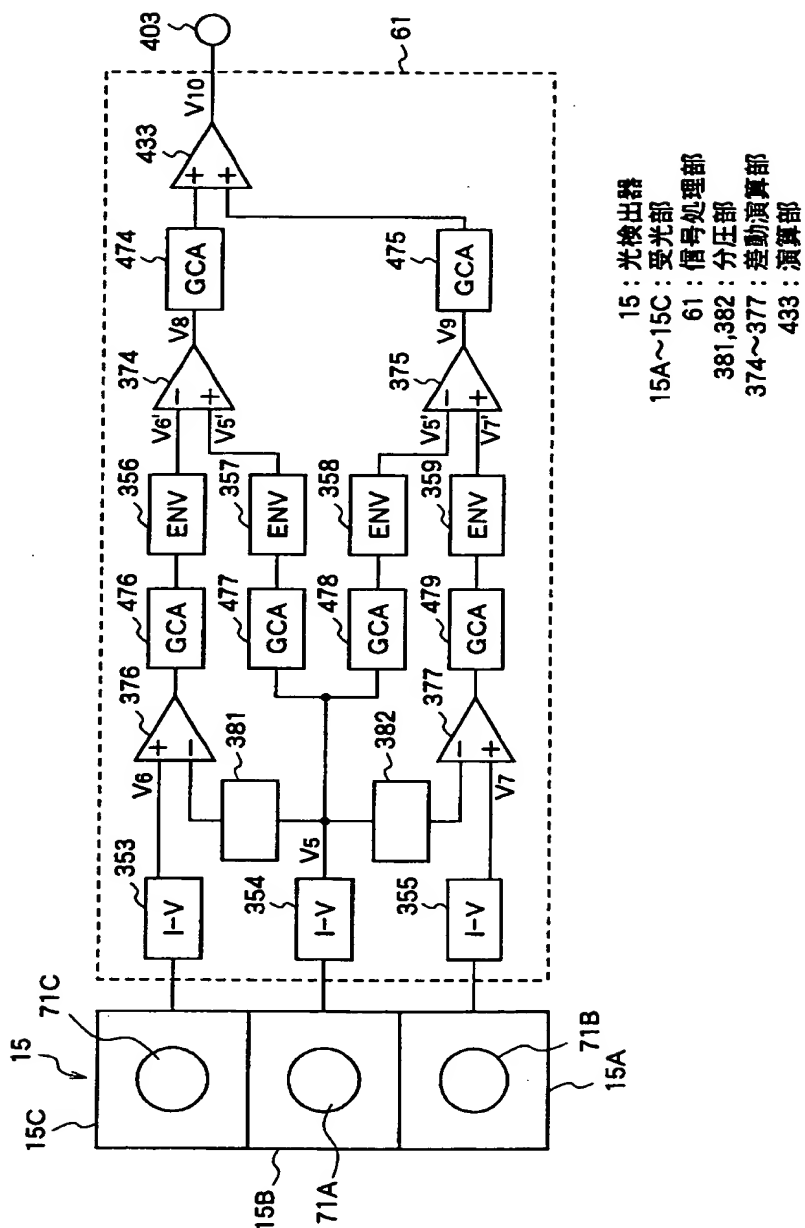 15
15C
71C
15B
71A
71B
15A
353
I-V
354
I-V
355
I-V
V6
V5
V7
381
382
376
+
−
377
−
+
476
GCA
477
GCA
478
GCA
479
GCA
356
ENV
357
ENV
358
ENV
359
ENV
V6'
V5'
V5'
V7'
374
−
+
375
−
+
V8
V9
474
GCA
475
GCA
433
+
+
V10
403
61
15：光検出器
15A～15C：受光部
61：信号処理部
381,382：分圧部
374～377：差動演算部
433：演算部